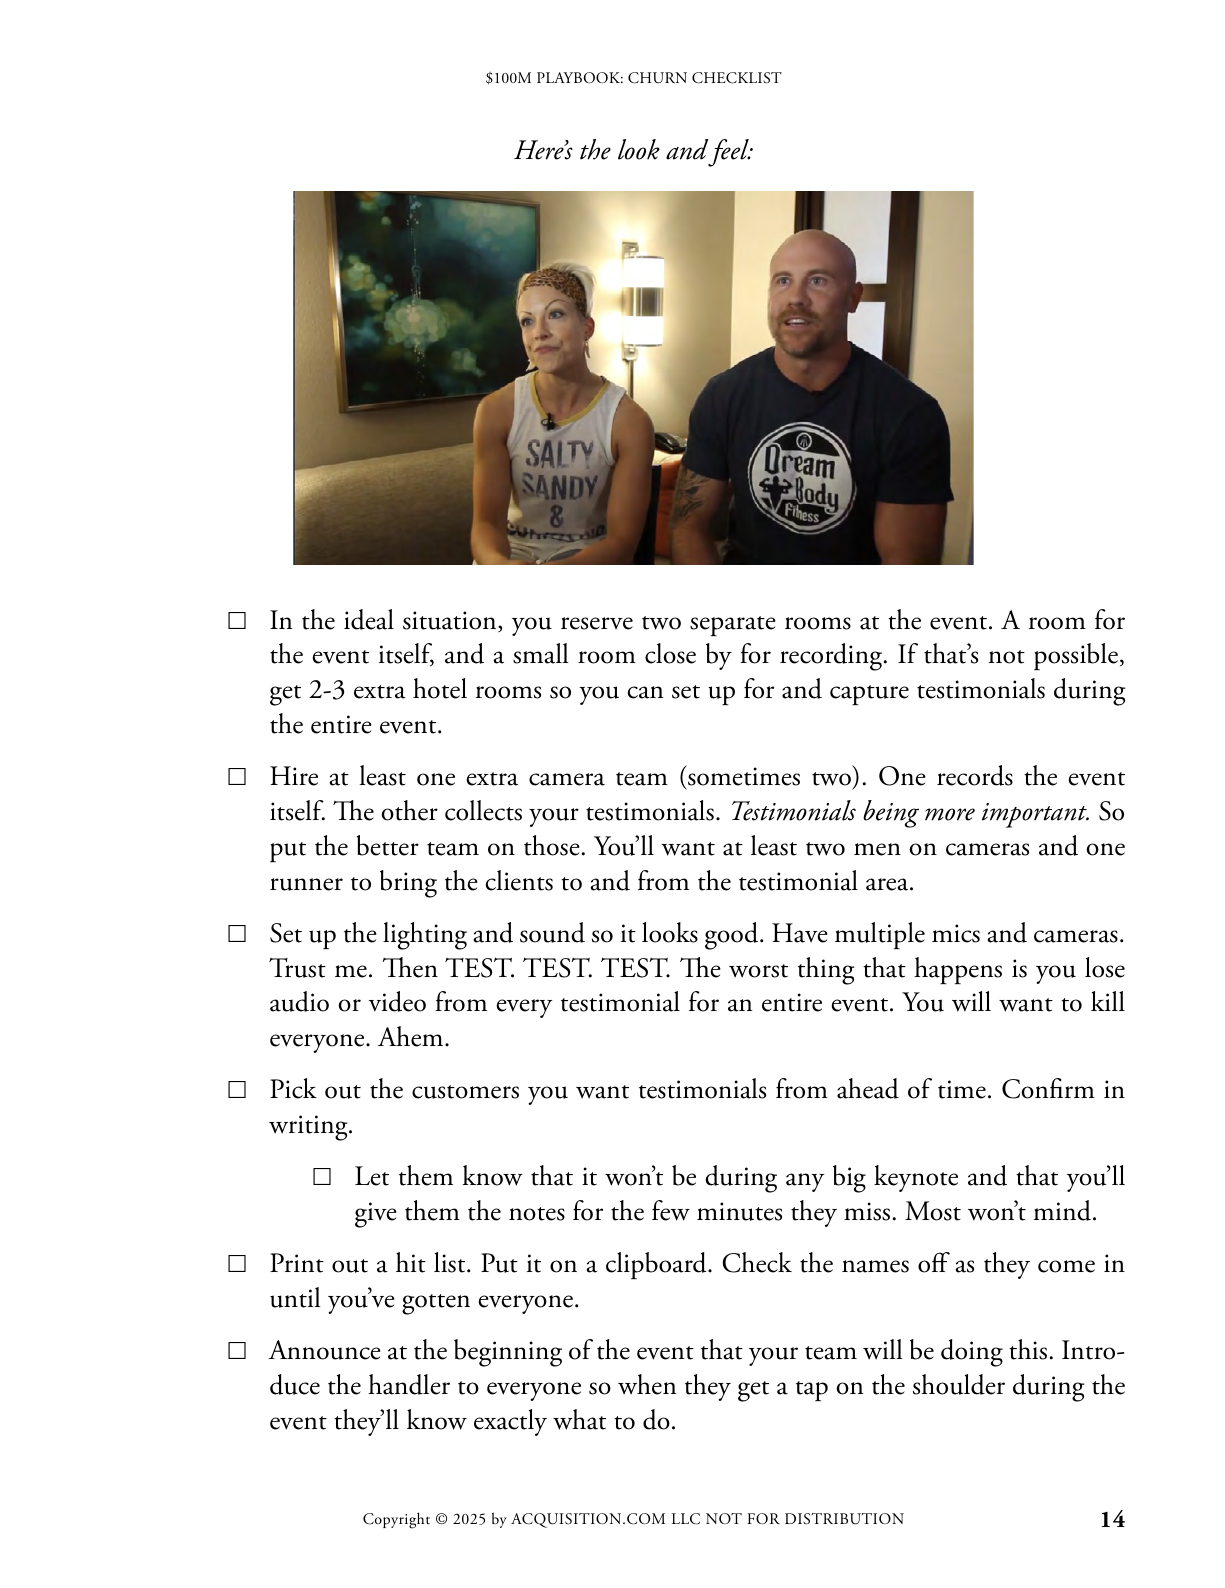 $100M PLAYBOOK: CHURN CHECKLIST
Here's the look and feel:
SALTY
SANDY
&
Dream
Body
Fitness
☐ In the ideal situation, you reserve two separate rooms at the event. A room for
the event itself, and a small room close by for recording. If that's not possible,
get 2-3 extra hotel rooms so you can set up for and capture testimonials during
the entire event.
☐ Hire at least one extra camera team (sometimes two). One records the event
itself. The other collects your testimonials. Testimonials being more important. So
put the better team on those. You'll want at least two men on cameras and one
runner to bring the clients to and from the testimonial area.
☐ Set up the lighting and sound so it looks good. Have multiple mics and cameras.
Trust me. Then TEST. TEST. TEST. The worst thing that happens is you lose
audio or video from every testimonial for an entire event. You will want to kill
everyone. Ahem.
☐ Pick out the customers you want testimonials from ahead of time. Confirm in
writing.
☐ Let them know that it won't be during any big keynote and that you'll
give them the notes for the few minutes they miss. Most won't mind.
☐ Print out a hit list. Put it on a clipboard. Check the names off as they come in
until you've gotten everyone.
☐ Announce at the beginning of the event that your team will be doing this. Intro-
duce the handler to everyone so when they get a tap on the shoulder during the
event they'll know exactly what to do.
Copyright © 2025 by ACQUISITION.COM LLC NOT FOR DISTRIBUTION
14